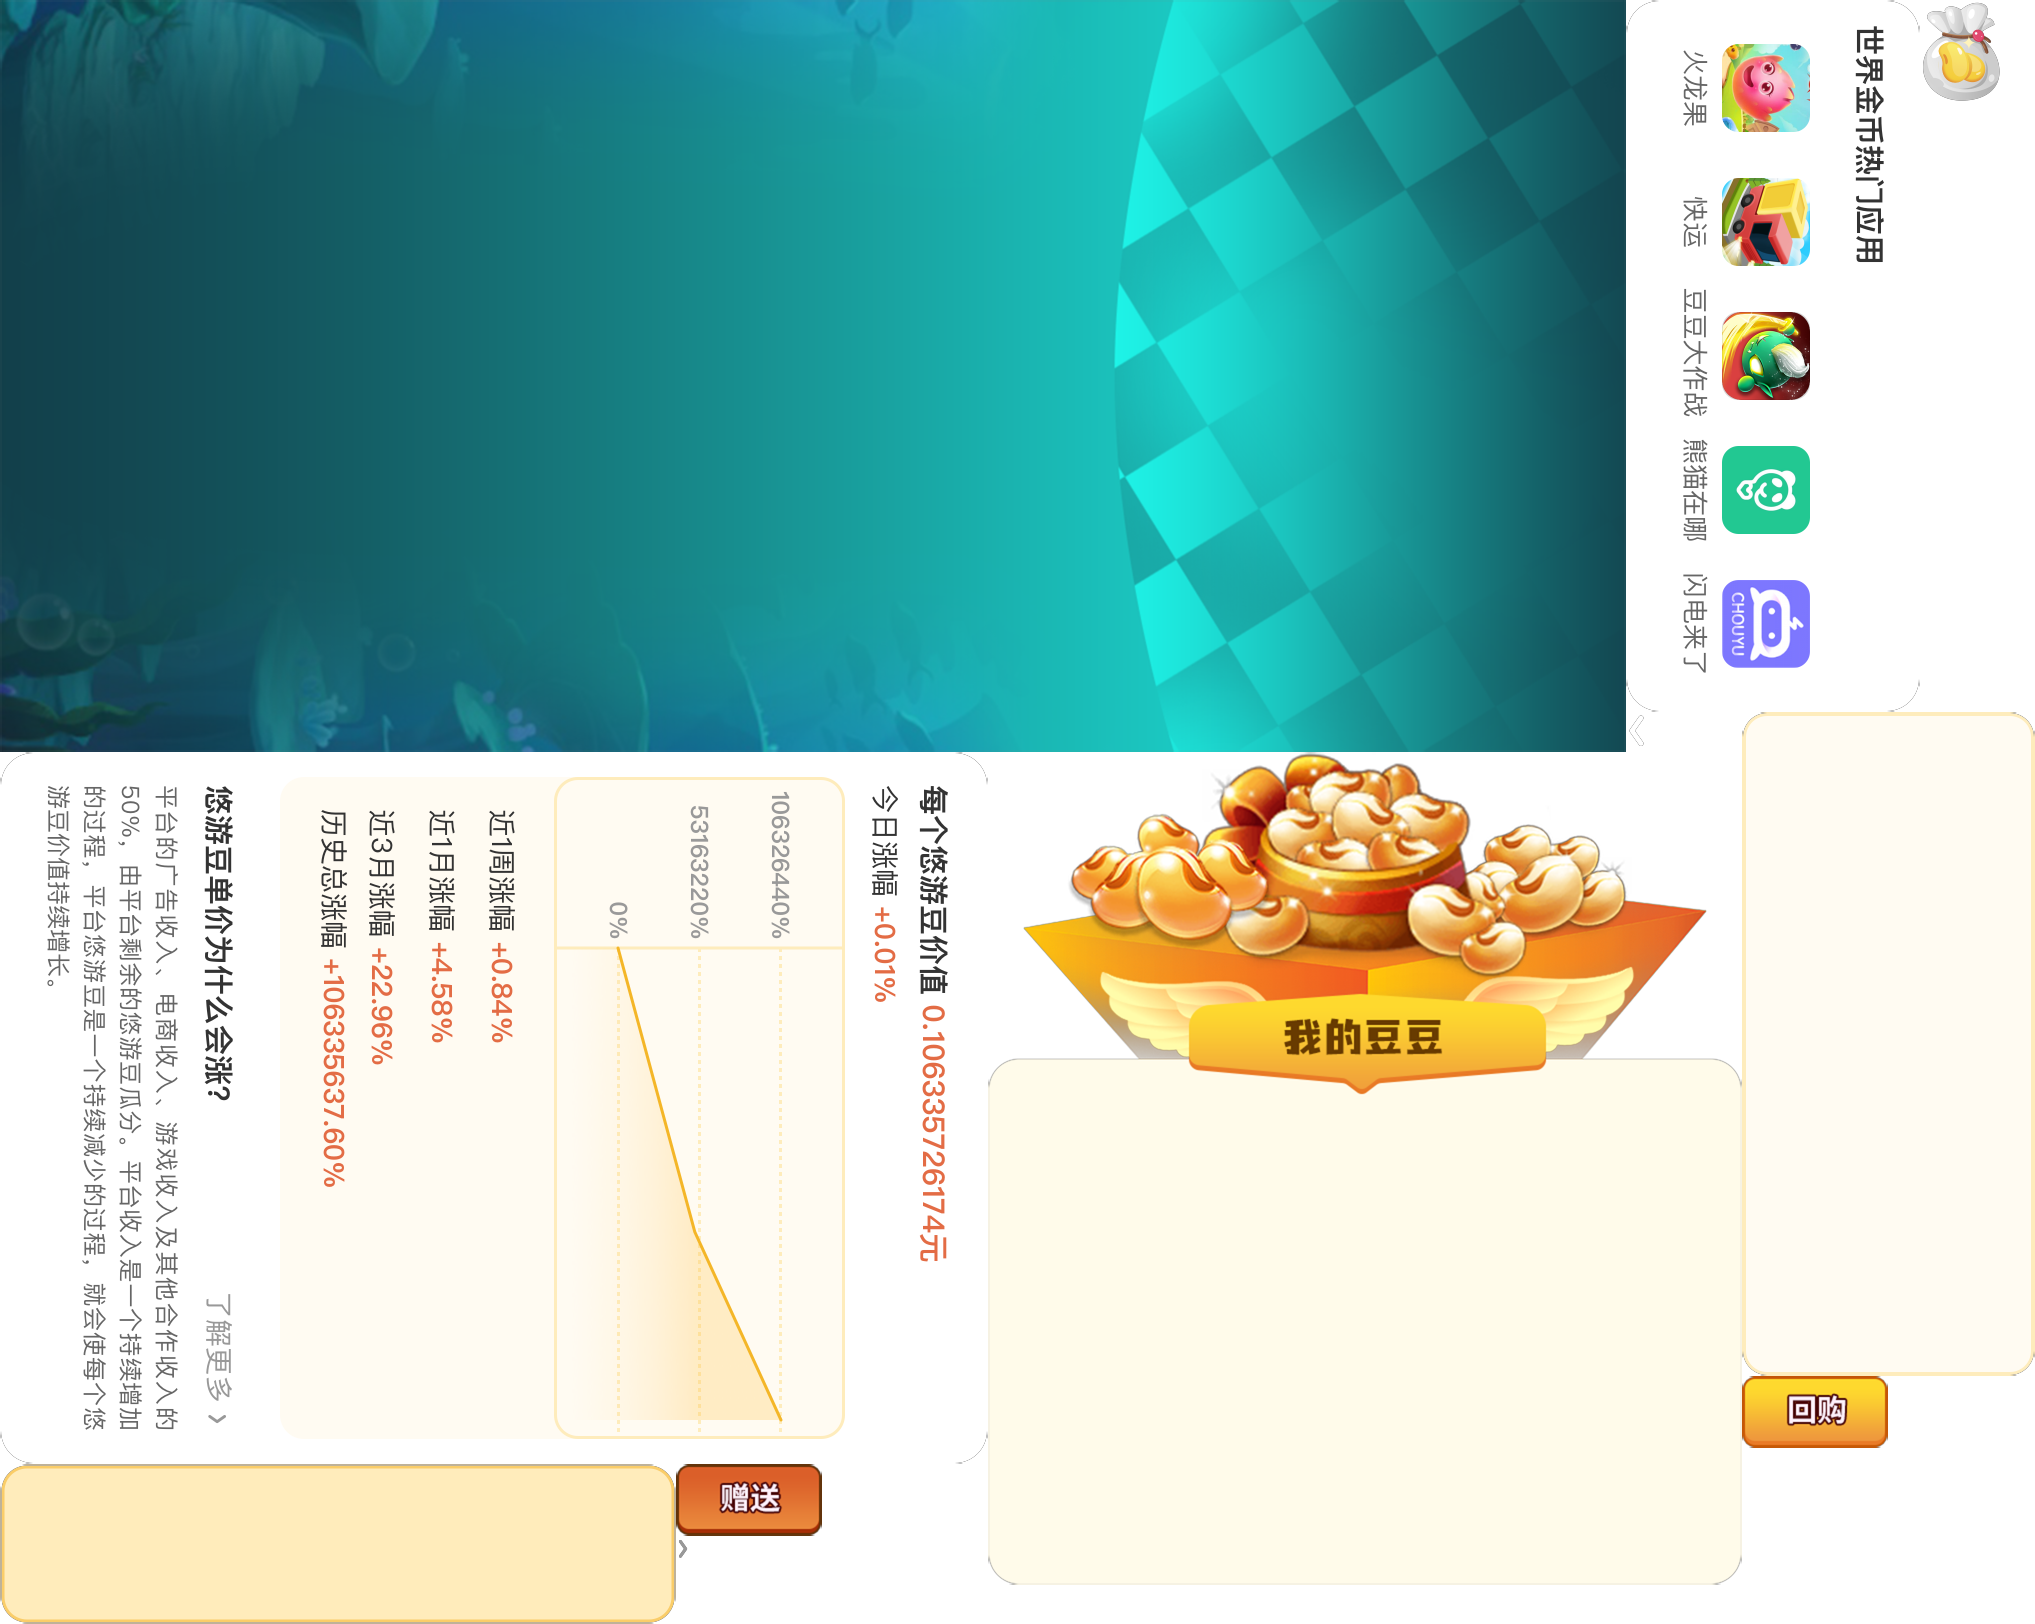 世界金币热门应用
火龙果
快运
豆豆大作战
熊猫在哪
闪电来了
CHOUYU
我的豆豆
回购
每个悠游豆价值 0.10633572617​4元
今日涨幅 +0.01%
106326440%
53163220%
0%
近1周涨幅 +0.84%
近1月涨幅 +4.58%
近3月涨幅 +22.96%
历史总涨幅 +106335637.60%
悠游豆单价为什么会涨?
了解更多
平台的广告收入、电商收入、游戏收入及其他合作收入的
50%，由平台剩余的悠游豆瓜分。平台收入是一个持续增加
的过程，平台悠游豆是一个持续减少的过程，就会使每个悠
游豆价值持续增长。
赠送